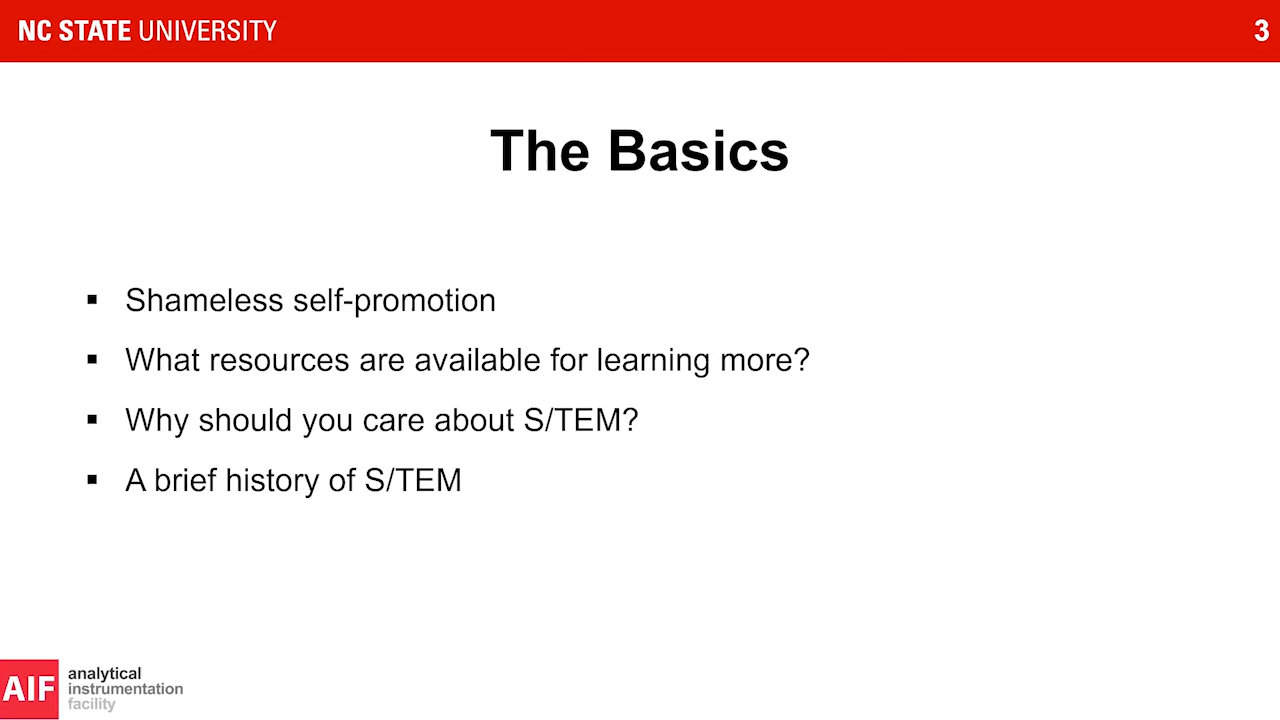 NC STATE UNIVERSITY
3
The Basics
▪ Shameless self-promotion
▪ What resources are available for learning more?
▪ Why should you care about S/TEM?
▪ A brief history of S/TEM
AIF
analytical
instrumentation
facility